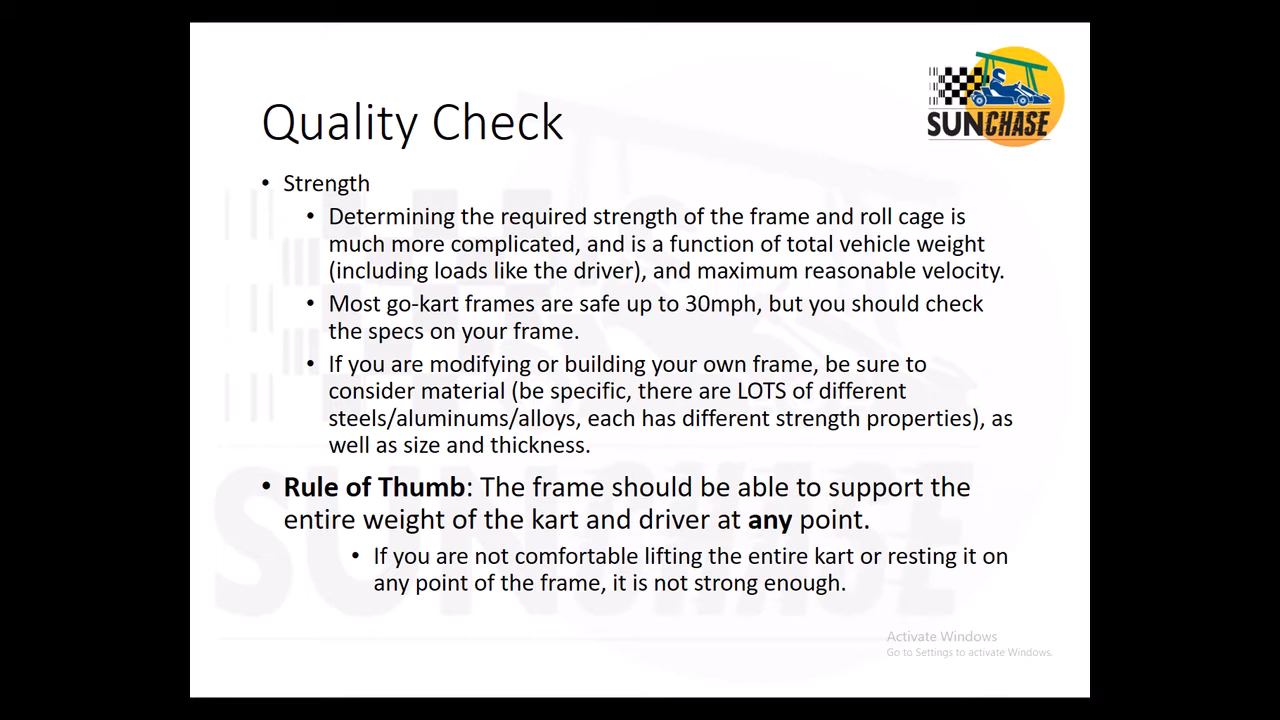 SUNCHASE
Quality Check
• Strength
• Determining the required strength of the frame and roll cage is
much more complicated, and is a function of total vehicle weight
(including loads like the driver), and maximum reasonable velocity.
• Most go-kart frames are safe up to 30mph, but you should check
the specs on your frame.
• If you are modifying or building your own frame, be sure to
consider material (be specific, there are LOTS of different
steels/aluminums/alloys, each has different strength properties), as
well as size and thickness.
• Rule of Thumb: The frame should be able to support the
entire weight of the kart and driver at any point.
• If you are not comfortable lifting the entire kart or resting it on
any point of the frame, it is not strong enough.
SUNCHASE
Activate Windows
Go to Settings to activate Windows.